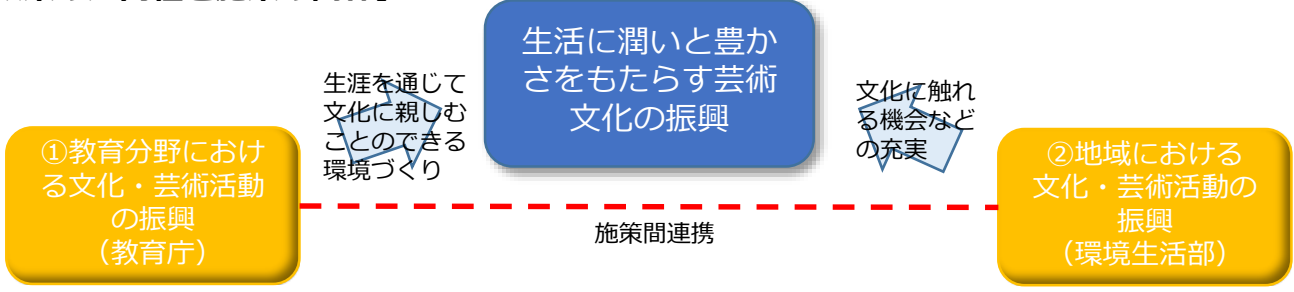 生活に潤いと豊か
さをもたらす芸術
文化の振興
生涯を通じて
文化に親しむ
ことのできる
環境づくり
文化に触れ
る機会など
の充実
①教育分野におけ
る文化・芸術活動
の振興
（教育庁）
施策間連携
②地域における
文化・芸術活動の
振興
（環境生活部）